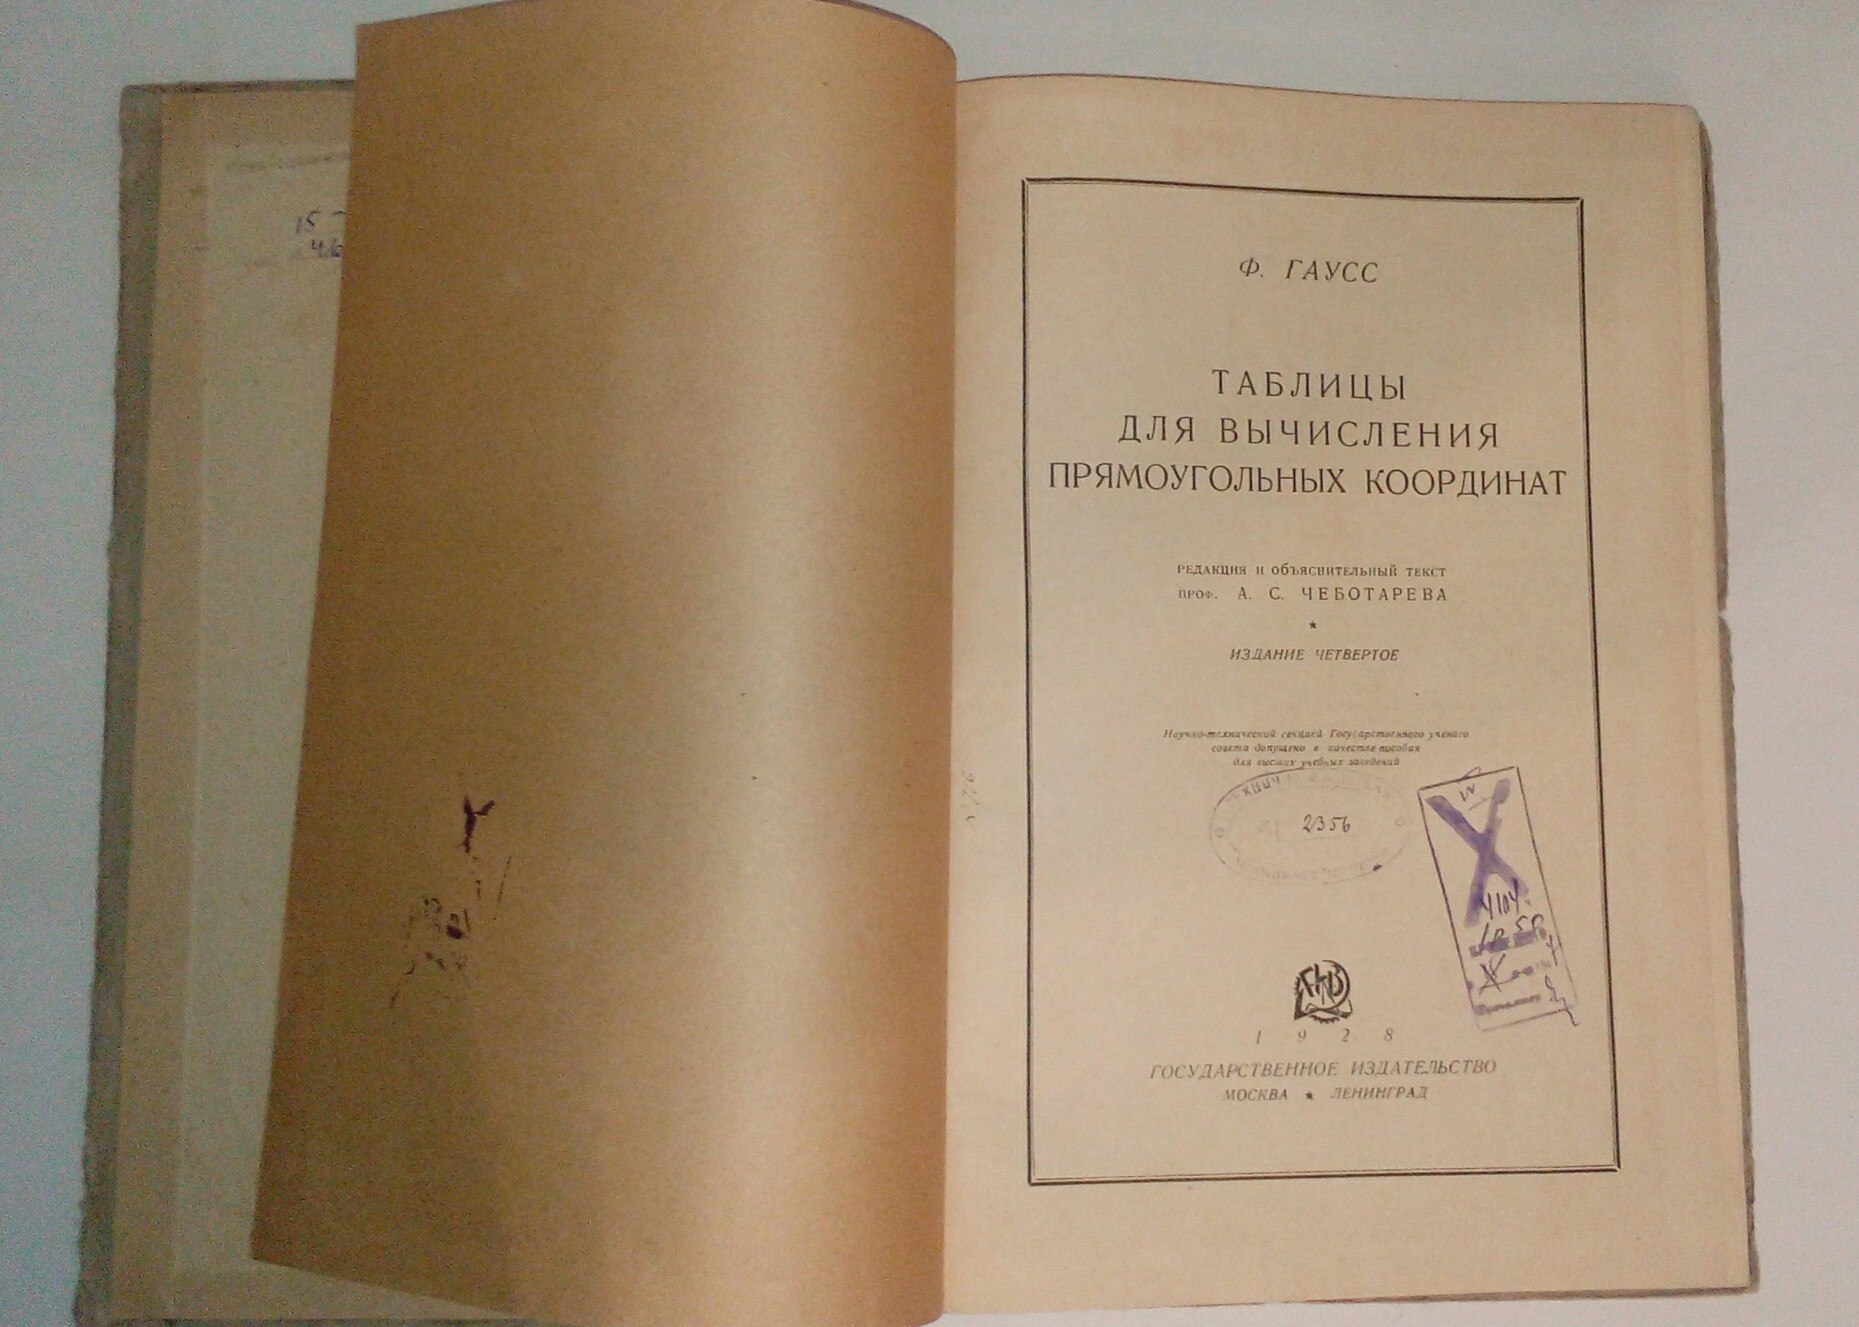 15
Ф. ГАУСС
ТАБЛИЦЫ
ДЛЯ ВЫЧИСЛЕНИЯ
ПРЯМОУГОЛЬНЫХ КООРДИНАТ
РЕДАКЦИЯ И ОБЪЯСНИТЕЛЬНЫЙ ТЕКСТ
ПРОФ. А. С. ЧЕБОТАРЕВА
★
ИЗДАНИЕ ЧЕТВЕРТОЕ
Научно-технической секцией Государственного ученого
совета допущено в качестве пособия
для высших учебных заведений
2356
1928
ГОСУДАРСТВЕННОЕ ИЗДАТЕЛЬСТВО
МОСКВА ★ ЛЕНИНГРАД